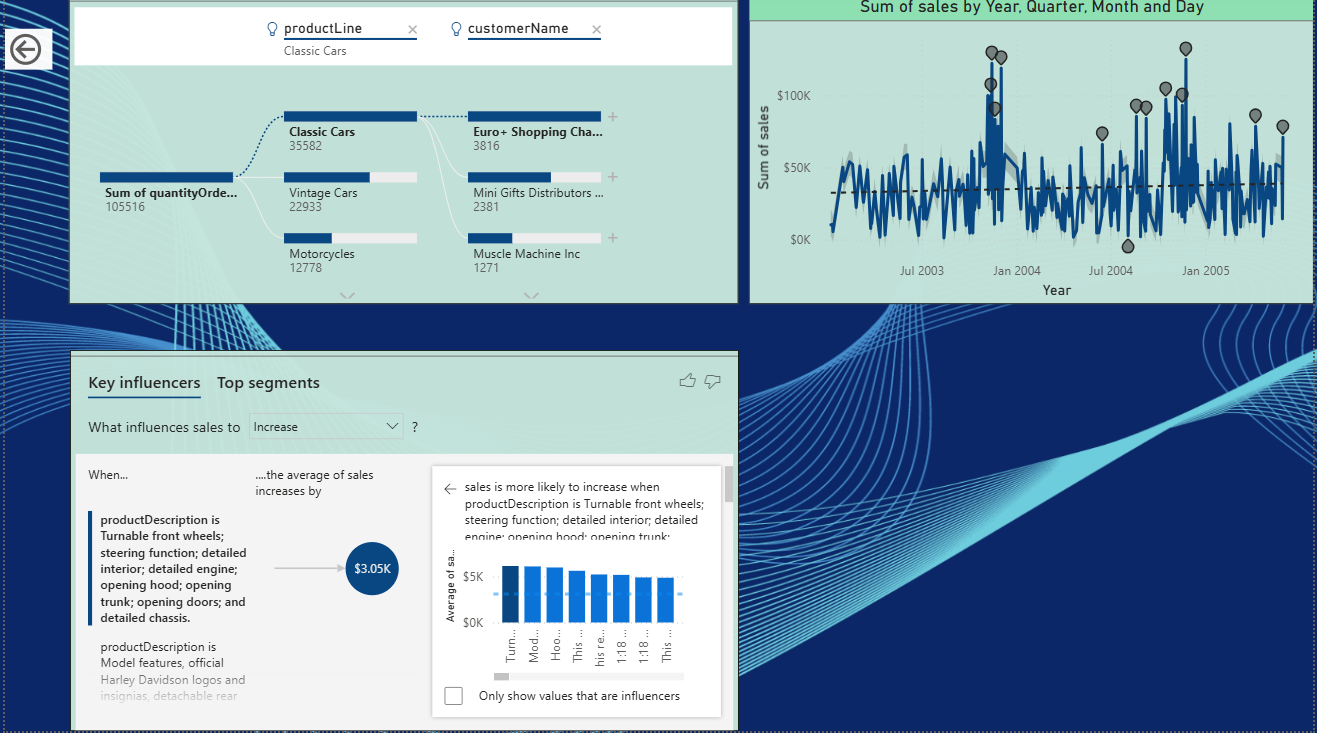 productLine
customerName
Classic Cars
Classic Cars
35582
Euro+ Shopping Cha...
3816
Sum of quantityOrde...
105516
Vintage Cars
22933
Mini Gifts Distributors ...
2381
Motorcycles
12778
Muscle Machine Inc
1271
Sum of sales by Year, Quarter, Month and Day
Sum of sales
$100K
$50K
$0K
Jul 2003
Jan 2004
Jul 2004
Jan 2005
Year
Key influencers
Top segments
What influences sales to
Increase
?
When...
....the average of sales
increases by
productDescription is
Turnable front wheels;
steering function; detailed
interior; detailed engine;
opening hood; opening
trunk; opening doors; and
detailed chassis.
$3.05K
productDescription is
Model features, official
Harley Davidson logos and
insignias, detachable rear
sales is more likely to increase when
productDescription is Turnable front wheels;
steering function; detailed interior; detailed
engine; opening hood; opening trunk;
Average of sa...
$5K
$0K
Turn...
Mod...
Hoo...
This ...
his re...
1:18 ...
1:18 ...
This ...
Only show values that are influencers